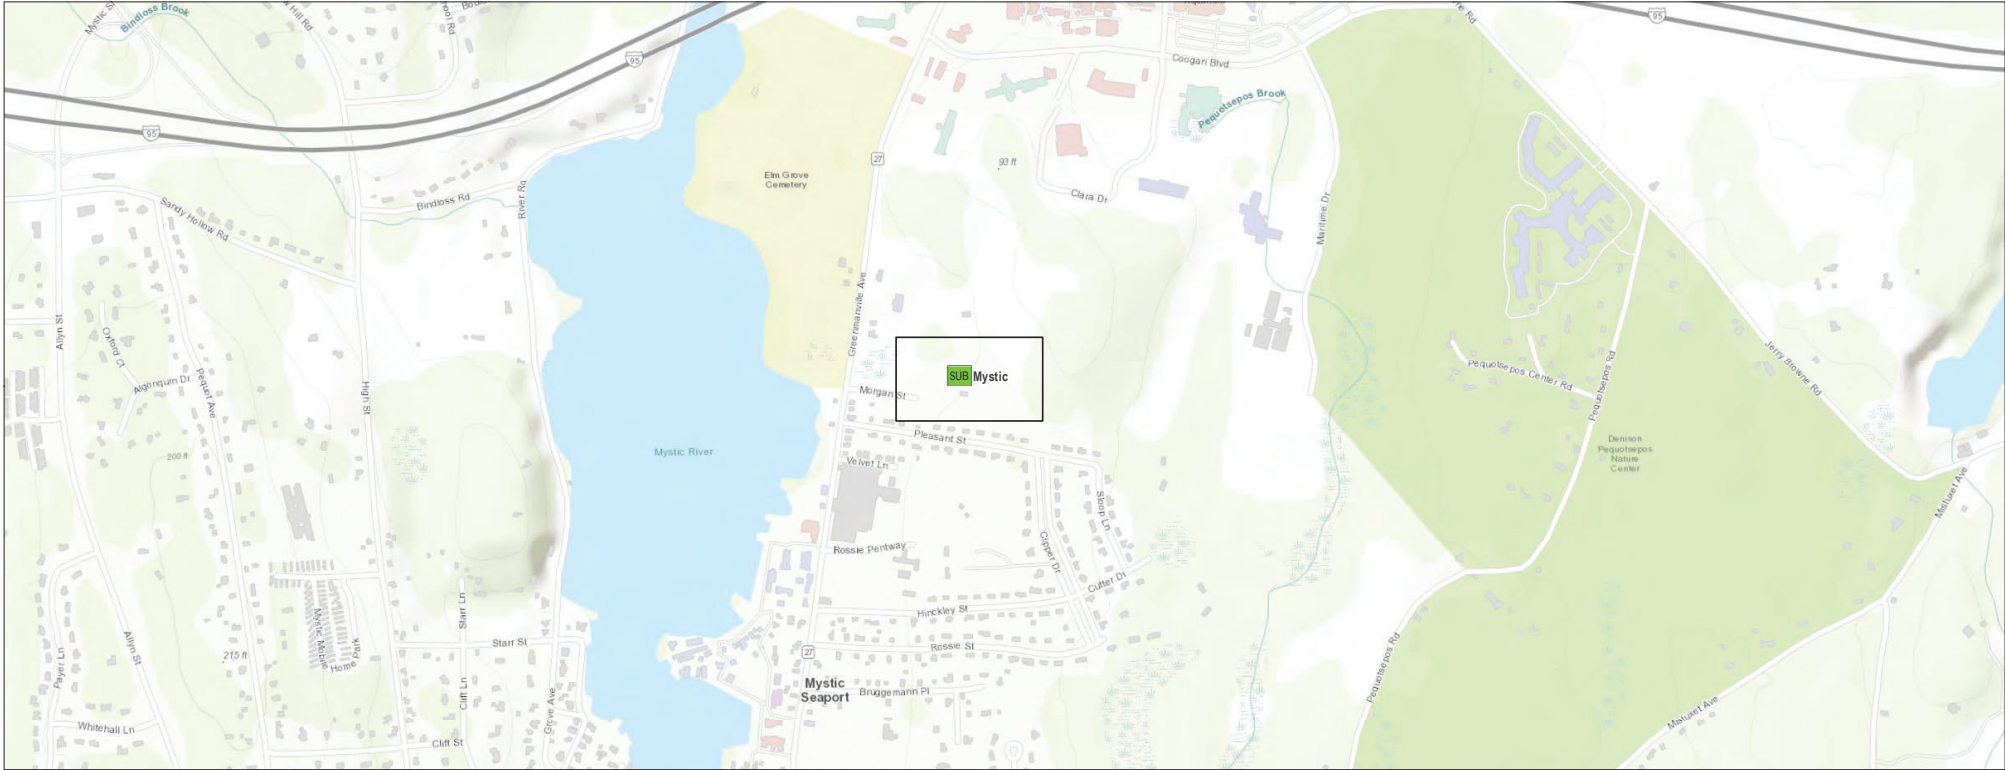 Mystic St
Bindloss Brook
Hill Rd
95
95
95
Coogan Blvd
Pequotsepos Brook
Elm Grove
Cemetery
27
93 ft
Clara Dr
Maritime Dr
Bindloss Rd
River Rd
Sandy Hollow Rd
Allyn St
Oxford Ct
Algonquin Dr
Pequot Ave
High St
Greenmanville Ave
SUB Mystic
Morgan St
Pleasant St
Velvet Ln
Mystic River
200 ft
Sloop Ln
Clipper Dr
Cutter Dr
Rossie Pentway
Hinckley St
Rossie St
27
Mystic
Seaport
Bruggemann Pl
Pequotsepos Center Rd
Pequotsepos Rd
Jerry Browne Rd
Denison
Pequotsepos
Nature
Center
Mistuxet Ave
Pequotsepos Rd
Mistuxet Ave
Allyn St
Payer Ln
215 ft
Mystic Mobile
Home Park
Starr Ln
Starr St
Clift Ln
Grove Ave
Whitehall Ln
Clift St